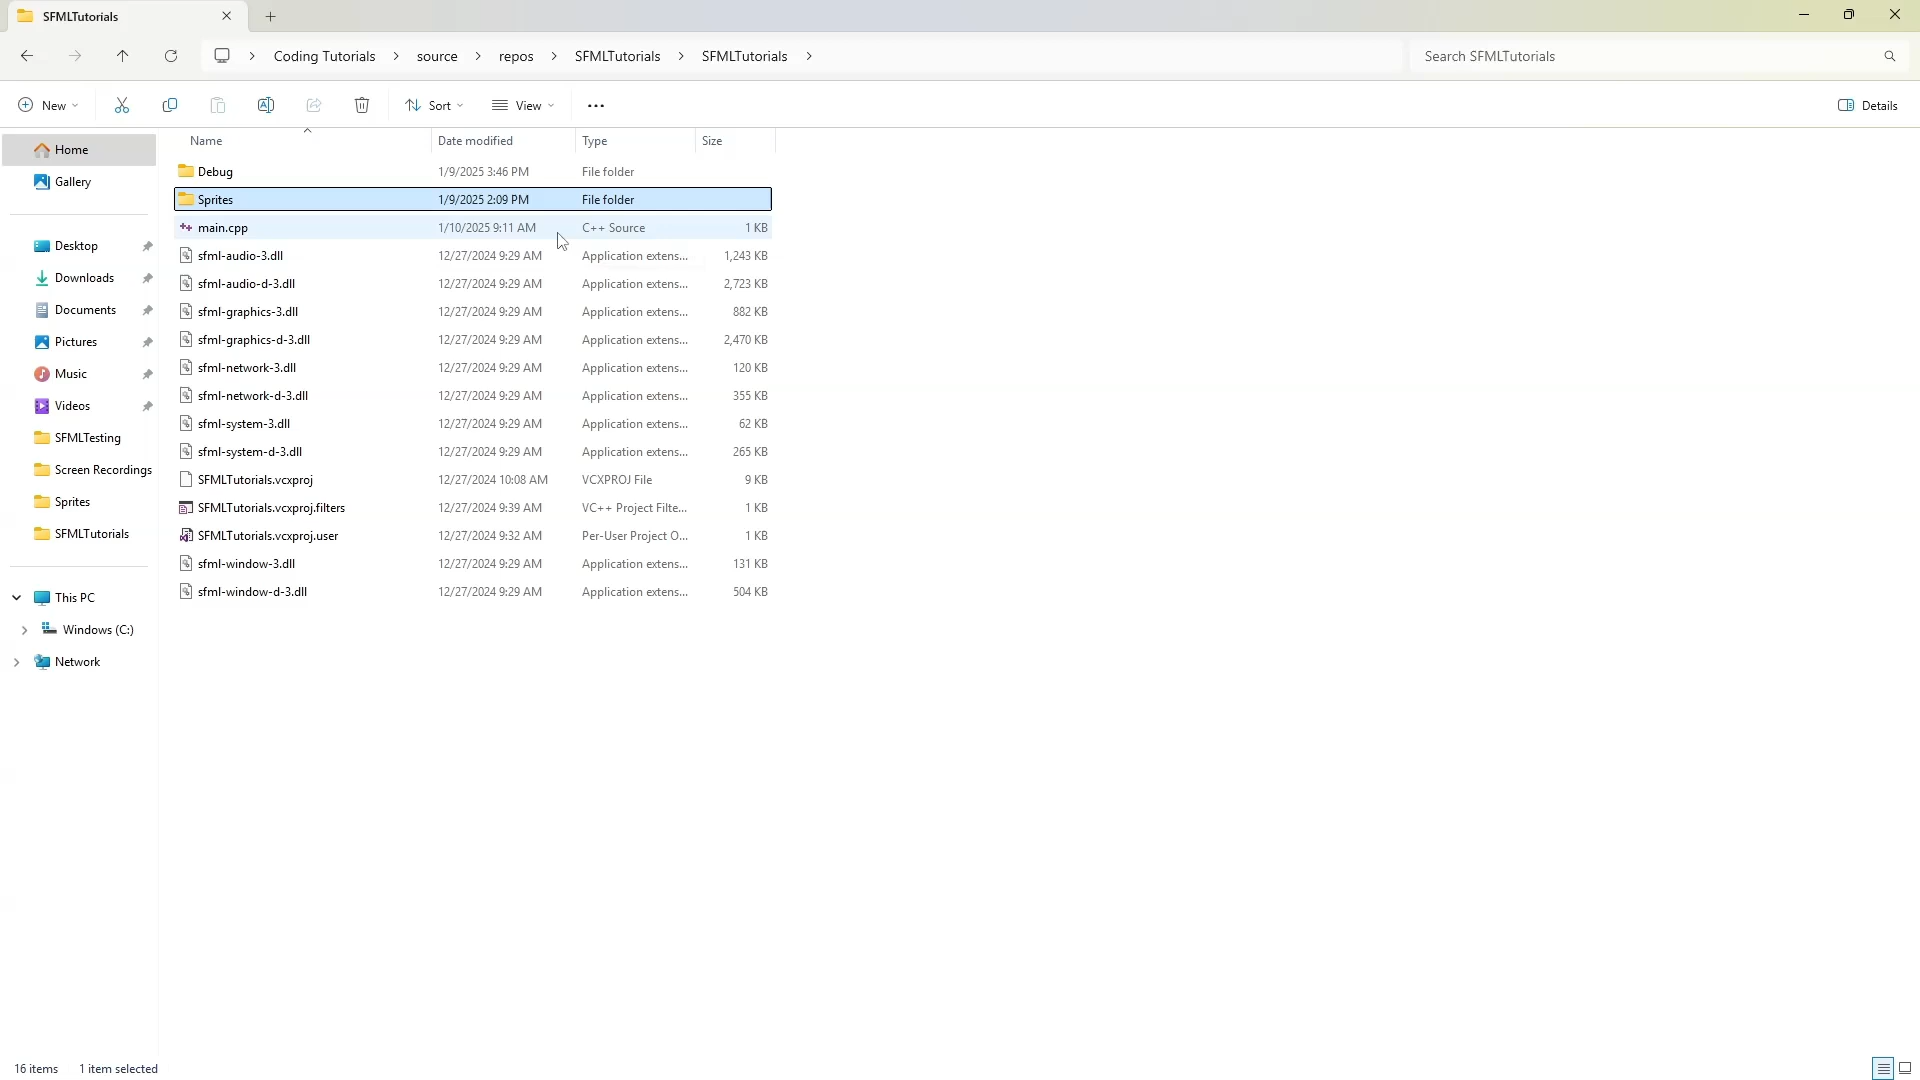 SFMLTutorials
Coding Tutorials source repos SFMLTutorials SFMLTutorials
Search SFMLTutorials
New Sort View Details
Name Date modified Type Size
Debug 1/9/2025 3:46 PM File folder
Sprites 1/9/2025 2:09 PM File folder
main.cpp 1/10/2025 9:11 AM C++ Source 1 KB
sfml-audio-3.dll 12/27/2024 9:29 AM Application extens... 1,243 KB
sfml-audio-d-3.dll 12/27/2024 9:29 AM Application extens... 2,723 KB
sfml-graphics-3.dll 12/27/2024 9:29 AM Application extens... 882 KB
sfml-graphics-d-3.dll 12/27/2024 9:29 AM Application extens... 2,470 KB
sfml-network-3.dll 12/27/2024 9:29 AM Application extens... 120 KB
sfml-network-d-3.dll 12/27/2024 9:29 AM Application extens... 355 KB
sfml-system-3.dll 12/27/2024 9:29 AM Application extens... 62 KB
sfml-system-d-3.dll 12/27/2024 9:29 AM Application extens... 265 KB
SFMLTutorials.vcxproj 12/27/2024 10:08 AM VCXPROJ File 9 KB
SFMLTutorials.vcxproj.filters 12/27/2024 9:39 AM VC++ Project Filte... 1 KB
SFMLTutorials.vcxproj.user 12/27/2024 9:32 AM Per-User Project O... 1 KB
sfml-window-3.dll 12/27/2024 9:29 AM Application extens... 131 KB
sfml-window-d-3.dll 12/27/2024 9:29 AM Application extens... 504 KB
Home
Gallery
Desktop
Downloads
Documents
Pictures
Music
Videos
SFMLTesting
Screen Recordings
Sprites
SFMLTutorials
This PC
Windows (C:)
Network
16 items 1 item selected